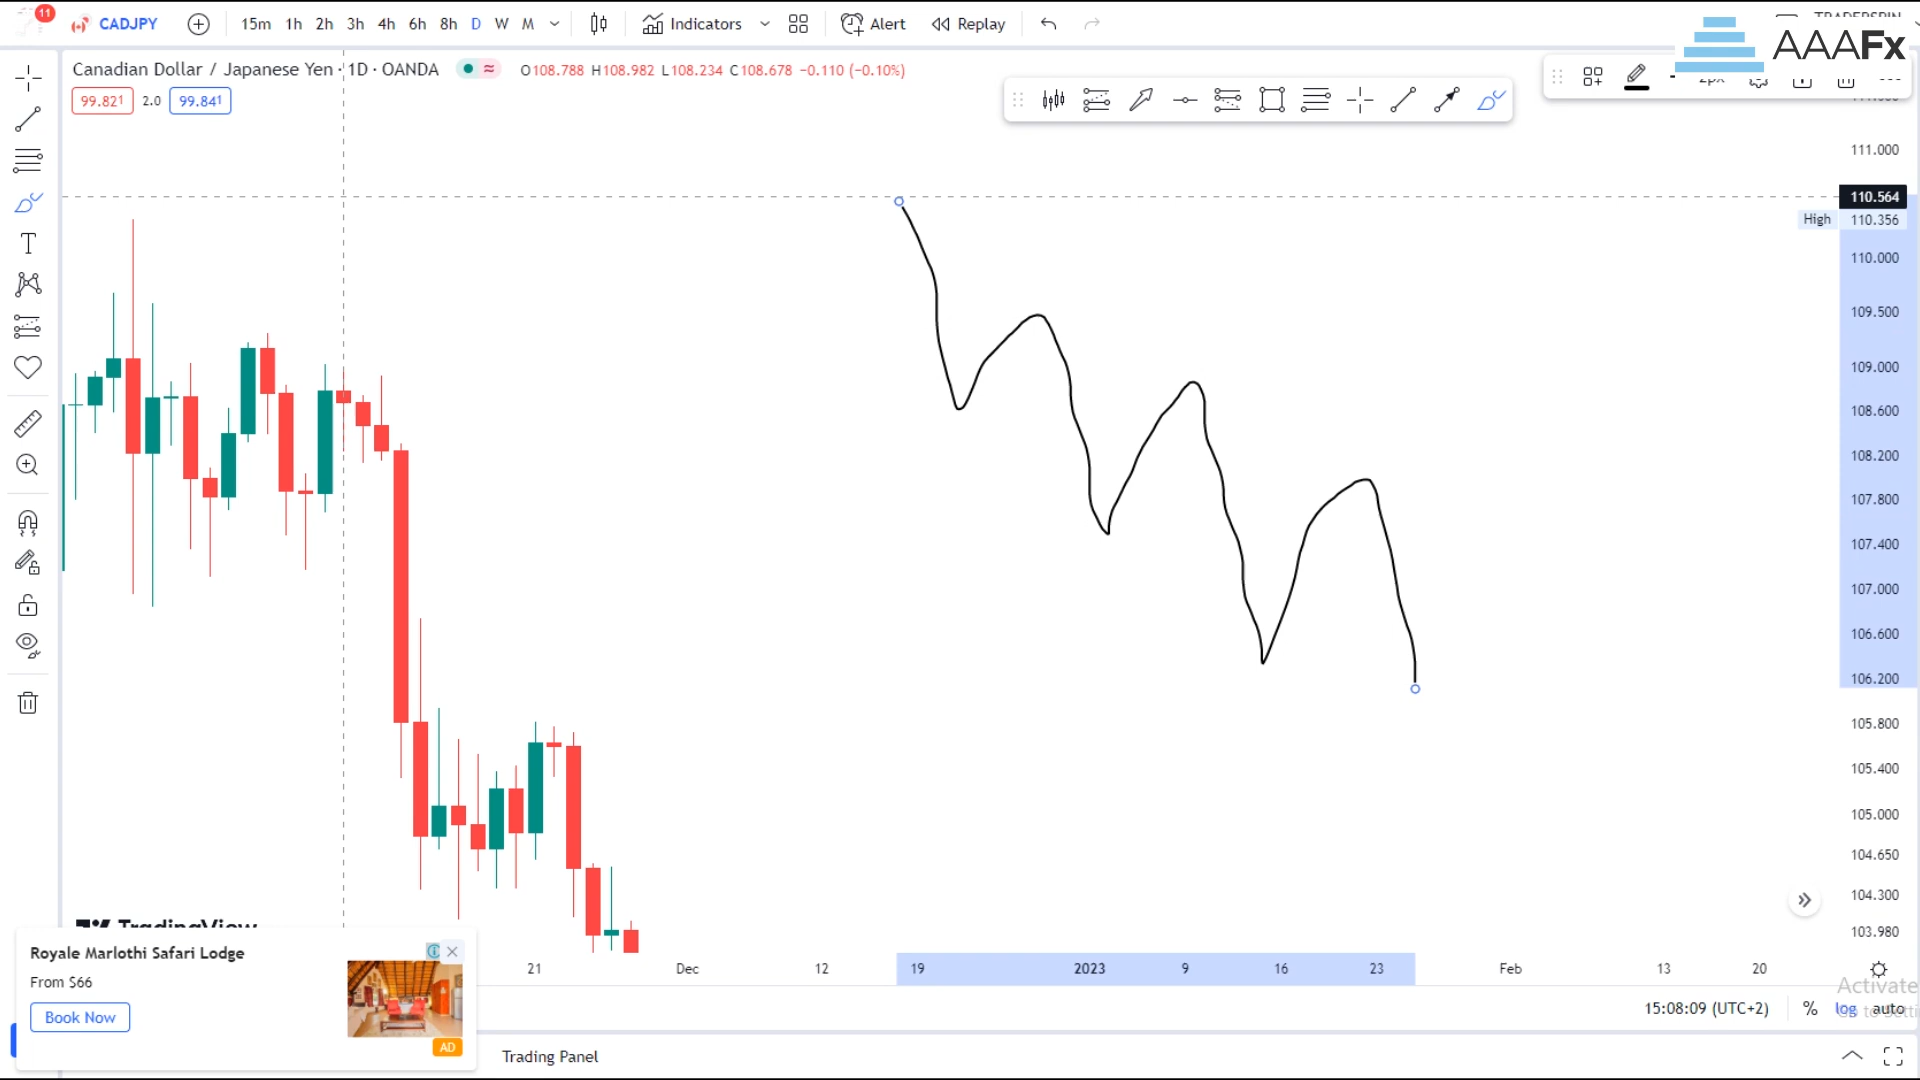 11
CADJPY
15m 1h 2h 3h 4h 6h 8h D W M
Indicators
Alert
Replay
AAAFx
Canadian Dollar / Japanese Yen · 1D · OANDA
O108.788 H108.982 L108.234 C108.678 -0.110 (-0.10%)
99.821 2.0 99.841
2px
111.000
110.564
High 110.356
110.000
109.500
109.000
108.600
108.200
107.800
107.400
107.000
106.600
106.200
105.800
105.400
105.000
104.650
104.300
103.980
TradingView
Royale Marlothi Safari Lodge
From $66
Book Now
AD
21 Dec 12 19 2023 9 16 23 Feb 13 20
Activate
15:08:09 (UTC+2) % log auto
Trading Panel